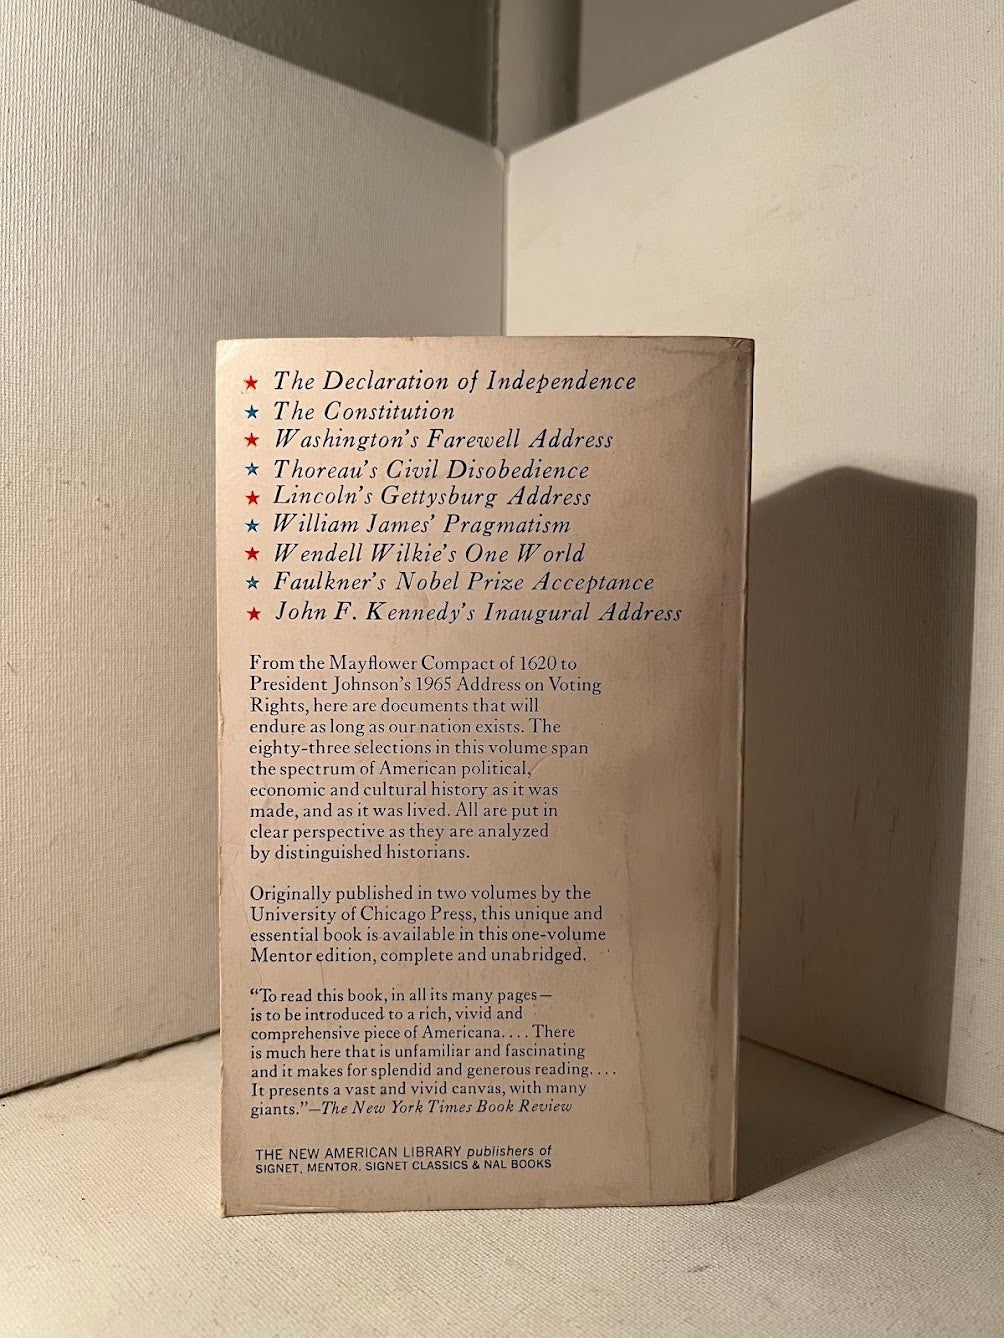 ★ The Declaration of Independence
★ The Constitution
★ Washington's Farewell Address
★ Thoreau's Civil Disobedience
★ Lincoln's Gettysburg Address
★ William James' Pragmatism
★ Wendell Wilkie's One World
★ Faulkner's Nobel Prize Acceptance
★ John F. Kennedy's Inaugural Address
From the Mayflower Compact of 1620 to
President Johnson's 1965 Address on Voting
Rights, here are documents that will
endure as long as our nation exists. The
eighty-three selections in this volume span
the spectrum of American political,
economic and cultural history as it was
made, and as it was lived. All are put in
clear perspective as they are analyzed
by distinguished historians.
Originally published in two volumes by the
University of Chicago Press, this unique and
essential book is available in this one-volume
Mentor edition, complete and unabridged.
“To read this book, in all its many pages—
is to be introduced to a rich, vivid and
comprehensive piece of Americana. . . . There
is much here that is unfamiliar and fascinating
and it makes for splendid and generous reading. . . .
It presents a vast and vivid canvas, with many
giants.”—The New York Times Book Review
THE NEW AMERICAN LIBRARY publishers of
SIGNET, MENTOR, SIGNET CLASSICS & NAL BOOKS